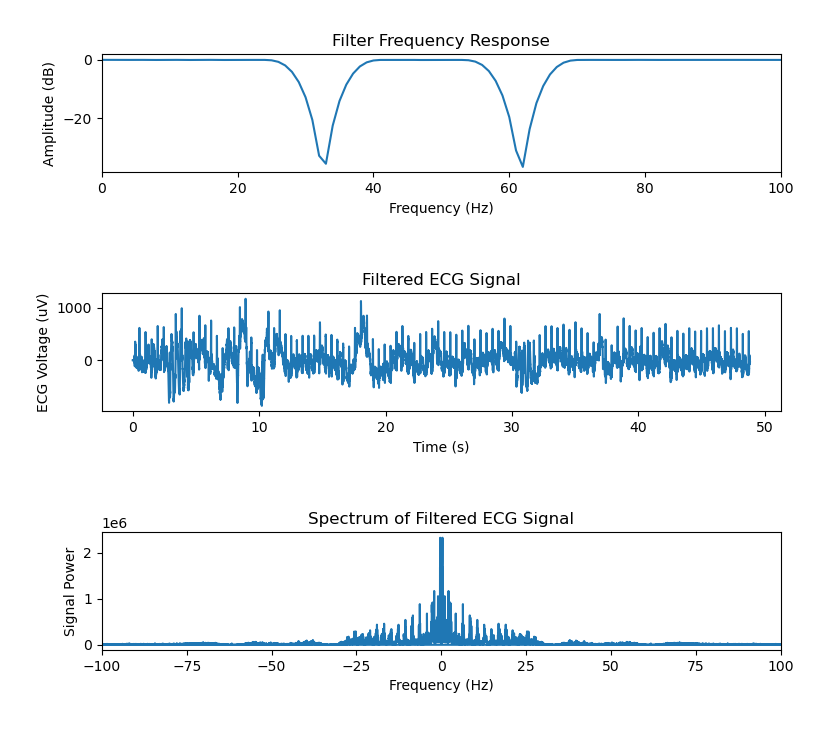 Filter Frequency Response
Amplitude (dB)
0
−20
0 20 40 60 80 100
Frequency (Hz)
Filtered ECG Signal
ECG Voltage (uV)
1000
0
0 10 20 30 40 50
Time (s)
Spectrum of Filtered ECG Signal
1e6
Signal Power
2
1
0
−100 −75 −50 −25 0 25 50 75 100
Frequency (Hz)